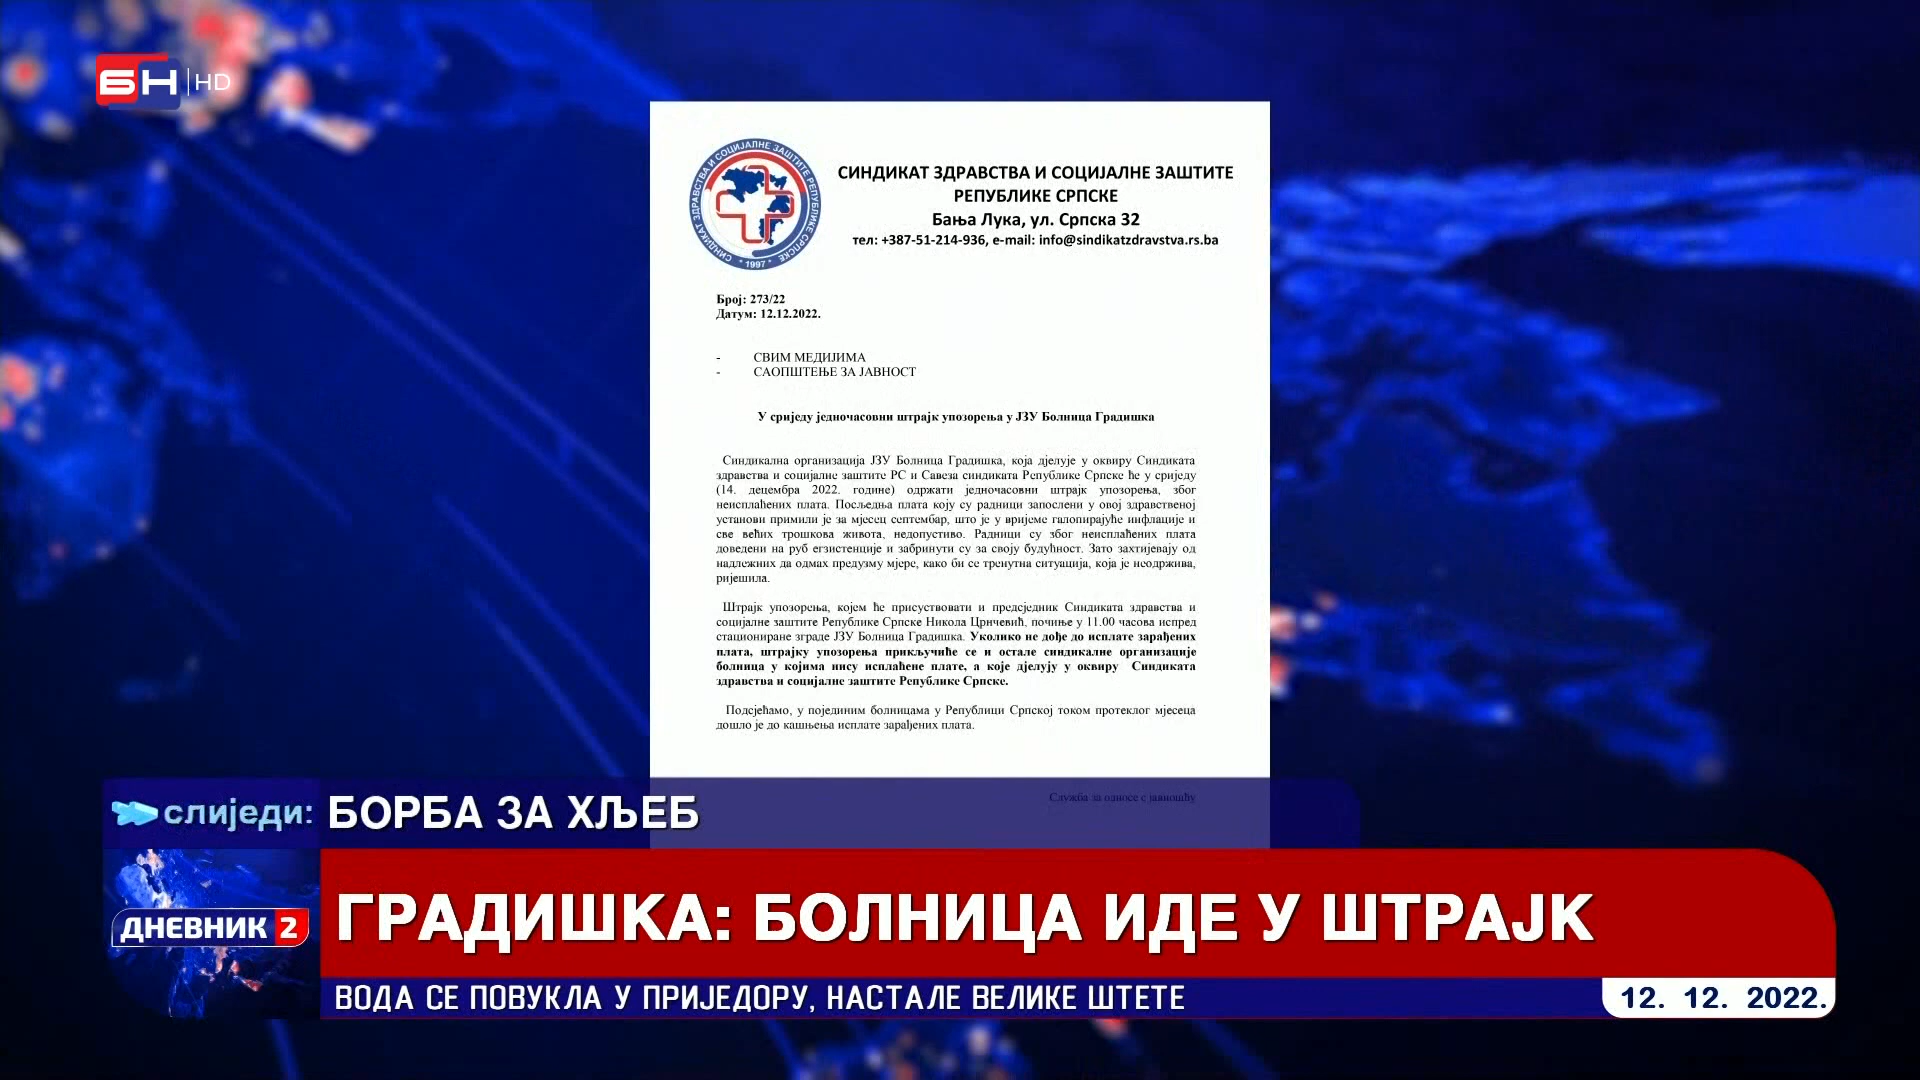 БН HD
СИНДИКАТ ЗДРАВСТВА И СОЦИЈАЛНЕ ЗАШТИТЕ РЕПУБЛИКЕ СРПСКЕ
* 1997 *
СИНДИКАТ ЗДРАВСТВА И СОЦИЈАЛНЕ ЗАШТИТЕ
РЕПУБЛИКЕ СРПСКЕ
Бања Лука, ул. Српска 32
тел: +387-51-214-936, e-mail: info@sindikatzdravstva.rs.ba
Број: 273/22
Датум: 12.12.2022.
- СВИМ МЕДИЈИМА
- САОПШТЕЊЕ ЗА ЈАВНОСТ
У сриједу једночасовни штрајк упозорења у ЈЗУ Болница Градишка
Синдикална организација ЈЗУ Болница Градишка, која дјелује у оквиру Синдиката
здравства и социјалне заштите РС и Савеза синдиката Републике Српске ће у сриједу
(14. децембра 2022. године) одржати једночасовни штрајк упозорења, због
неисплаћених плата. Посљедња плата коју су радници запослени у овој здравственој
установи примили је за мјесец септембар, што је у вријеме галопирајуће инфлације и
све већих трошкова живота, недопустиво. Радници су због неисплаћених плата
доведени на руб егзистенције и забринути су за своју будућност. Зато захтијевају од
надлежних да одмах предузму мјере, како би се тренутна ситуација, која је неодржива,
ријешила.
Штрајк упозорења, којем ће присуствовати и предсједник Синдиката здравства и
социјалне заштите Републике Српске Никола Црнчевић, почиње у 11.00 часова испред
стациониране зграде ЈЗУ Болница Градишка. Уколико не дође до исплате зарађених
плата, штрајку упозорења прикључиће се и остале синдикалне организације
болница у којима нису исплаћене плате, а које дјелују у оквиру Синдиката
здравства и социјалне заштите Републике Српске.
Подсјећамо, у појединим болницама у Републици Српској током протеклог мјесеца
дошло је до кашњења исплате зарађених плата.
Служба за односе с јавношћу
слиједи: БОРБА ЗА ХЉЕБ
ДНЕВНИК 2
ГРАДИШКА: БОЛНИЦА ИДЕ У ШТРАЈК
ВОДА СЕ ПОВУКЛА У ПРИЈЕДОРУ, НАСТАЛЕ ВЕЛИКЕ ШТЕТЕ
12. 12. 2022.